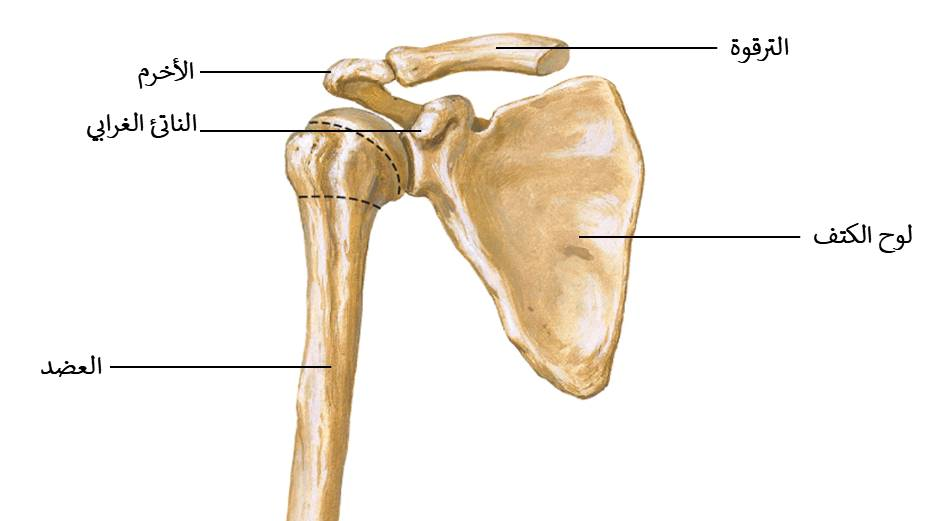 الترقوة
الأخرم
الناتئ الغرابي
لوح الكتف
العضد